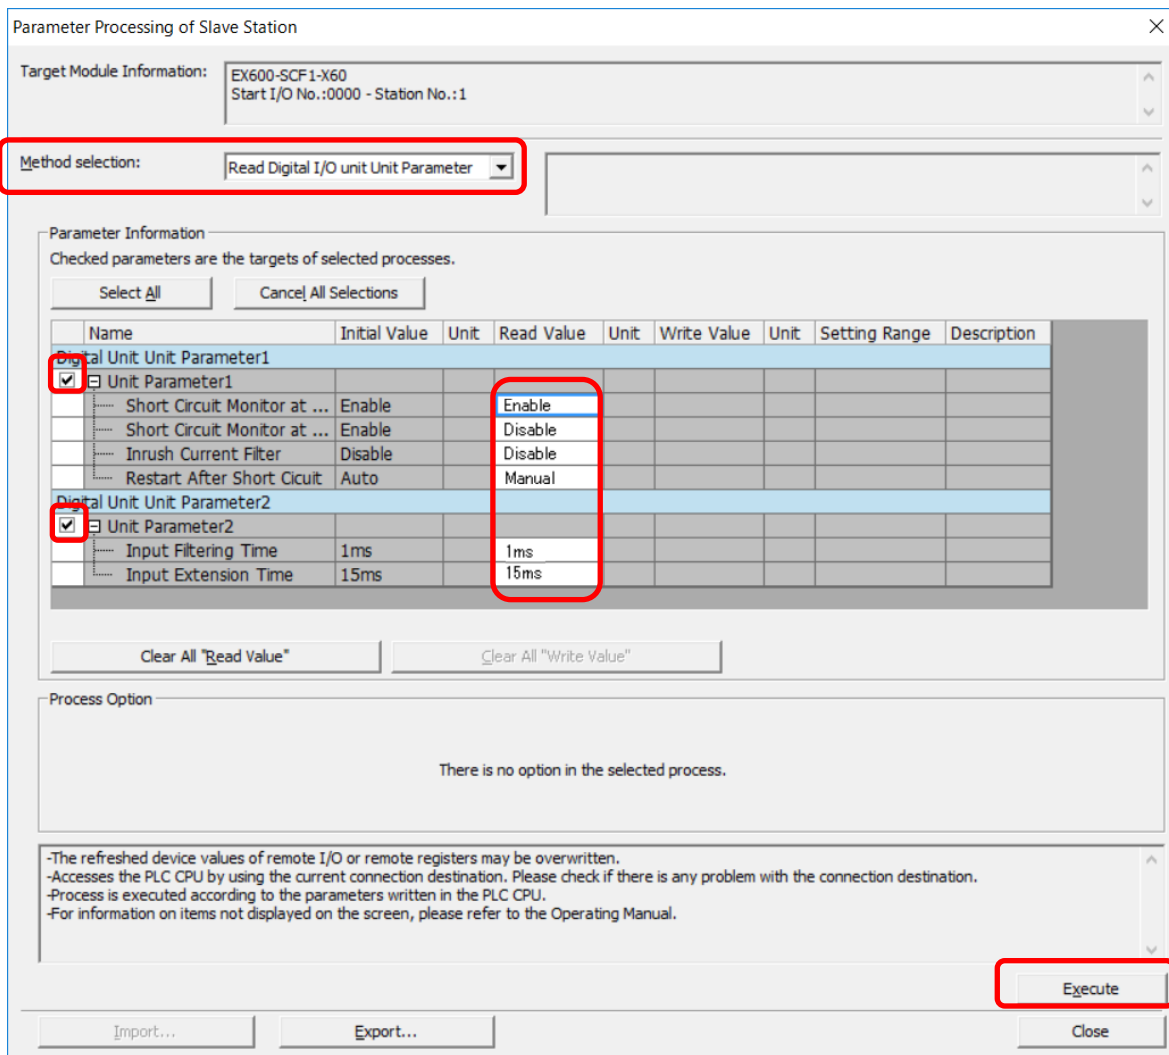 Parameter Processing of Slave Station
Target Module Information:
EX600-SCF1-X60
Start I/O No.:0000 - Station No.:1
Method selection:
Read Digital I/O unit Unit Parameter
Parameter Information
Checked parameters are the targets of selected processes.
Select All Cancel All Selections
Name Initial Value Unit Read Value Unit Write Value Unit Setting Range Description
Digital Unit Unit Parameter1
Unit Parameter1
Short Circuit Monitor at ... Enable Enable
Short Circuit Monitor at ... Enable Disable
Inrush Current Filter Disable Disable
Restart After Short Cicuit Auto Manual
Digital Unit Unit Parameter2
Unit Parameter2
Input Filtering Time 1ms 1ms
Input Extension Time 15ms 15ms
Clear All "Read Value" Clear All "Write Value"
Process Option
There is no option in the selected process.
-The refreshed device values of remote I/O or remote registers may be overwritten.
-Accesses the PLC CPU by using the current connection destination. Please check if there is any problem with the connection destination.
-Process is executed according to the parameters written in the PLC CPU.
-For information on items not displayed on the screen, please refer to the Operating Manual.
Execute
Import... Export... Close